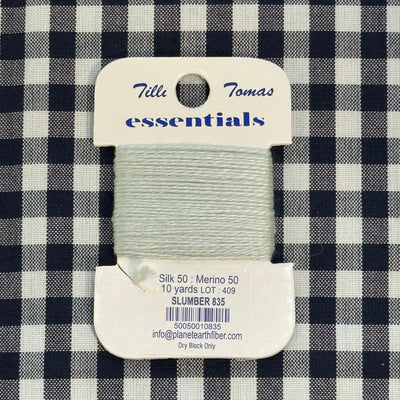 Tilli Tomas
essentials
Silk 50 : Merino 50
10 yards LOT : 409
SLUMBER 835
50050010835
info@planetearthfiber.com
Dry Block Only